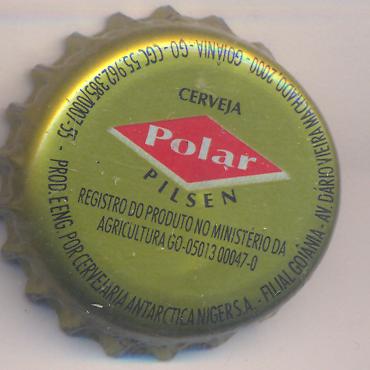 CERVEJA
Polar
PILSEN
REGISTRO DO PRODUTO NO MINISTÉRIO DA
AGRICULTURA GO-05013 00047-0
PROD. E ENG. POR CERVEJARIA ANTARCTICA NIGER S.A. - FILIAL GOIÂNIA - AV. DÁRIO VIEIRA MACHADO, 2000 - GOIÂNIA - GO - CGC 55.962.385/0007-55 -